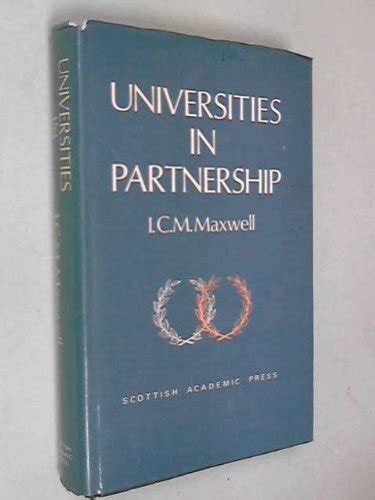 UNIVERSITIES
IN
PARTNERSHIP
I.C.M.Maxwell
SCOTTISH ACADEMIC PRESS
UNIVERSITIES
I.C.M.Maxwell